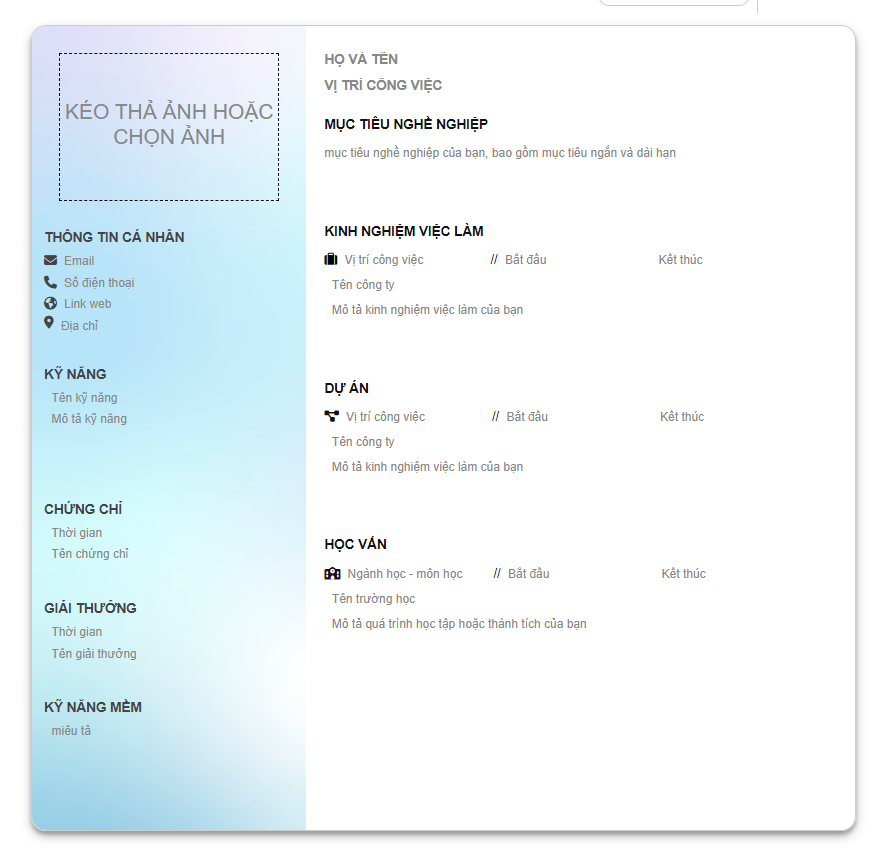 KÉO THẢ ẢNH HOẶC
CHỌN ẢNH
THÔNG TIN CÁ NHÂN
Email
Số điện thoại
Link web
Địa chỉ
KỸ NĂNG
Tên kỹ năng
Mô tả kỹ năng
CHỨNG CHỈ
Thời gian
Tên chứng chỉ
GIẢI THƯỞNG
Thời gian
Tên giải thưởng
KỸ NĂNG MỀM
miêu tả
HỌ VÀ TÊN
VỊ TRÍ CÔNG VIỆC
MỤC TIÊU NGHỀ NGHIỆP
mục tiêu nghề nghiệp của bạn, bao gồm mục tiêu ngắn và dài hạn
KINH NGHIỆM VIỆC LÀM
Vị trí công việc // Bắt đầu Kết thúc
Tên công ty
Mô tả kinh nghiệm việc làm của bạn
DỰ ÁN
Vị trí công việc // Bắt đầu Kết thúc
Tên công ty
Mô tả kinh nghiệm việc làm của bạn
HỌC VẤN
Ngành học - môn học // Bắt đầu Kết thúc
Tên trường học
Mô tả quá trình học tập hoặc thành tích của bạn